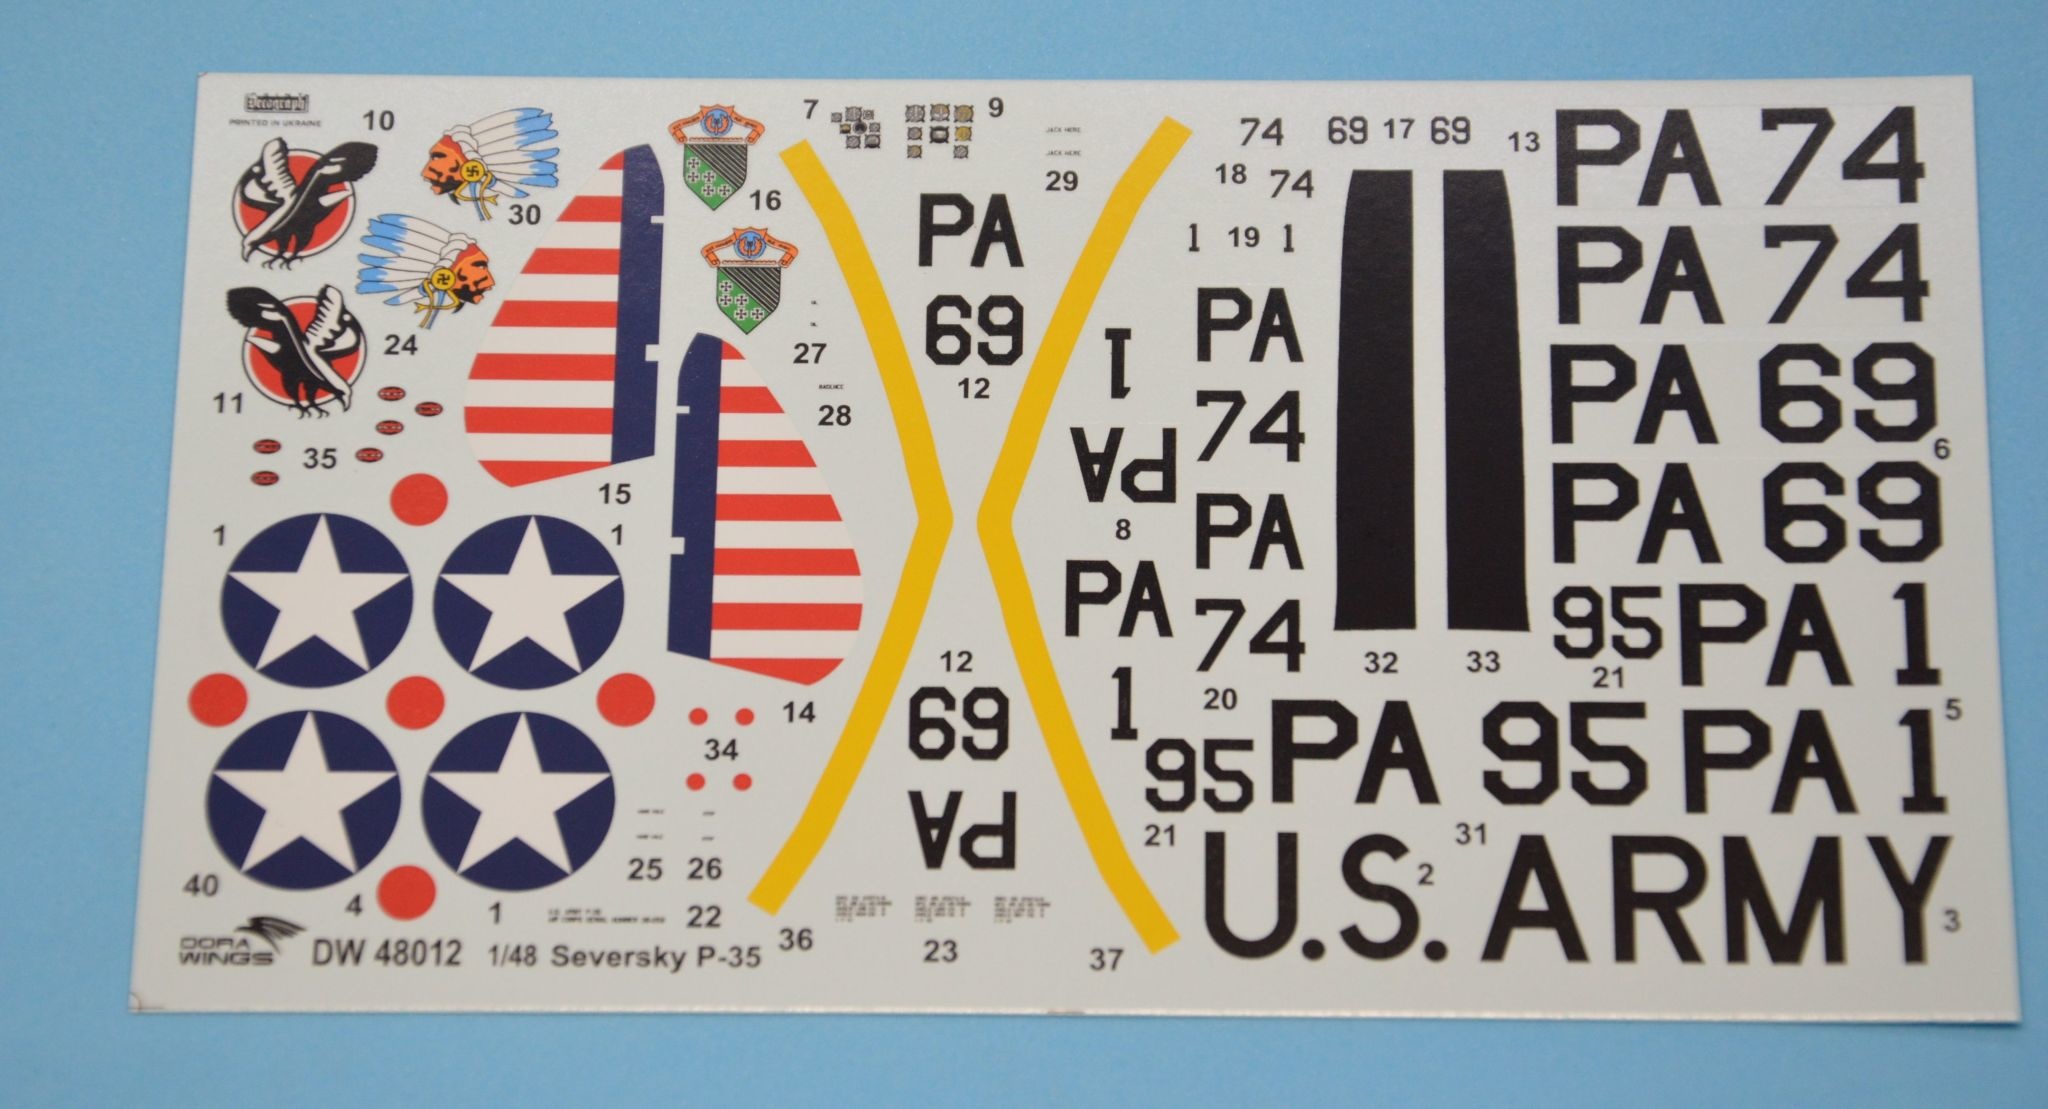 Decograph
PRINTED IN UKRAINE
10
30
16
7
9
JACK HERE
JACK HERE
29
74
69 17 69
13
PA 74
18
74
1 19 1
PA 74
24
11
27
28
PA
69
12
1
PA
8
PA
1
PA
74
PA
74
20
PA 69
6
PA 69
35
15
1
1
32
33
95
21
PA 1
5
14
34
12
69
PA
95
21
PA 95
31
PA 1
40
4
1
25
26
22
36
23
37
U.S. ARMY
2
3
DORA
WINGS
DW 48012 1/48 Seversky P-35